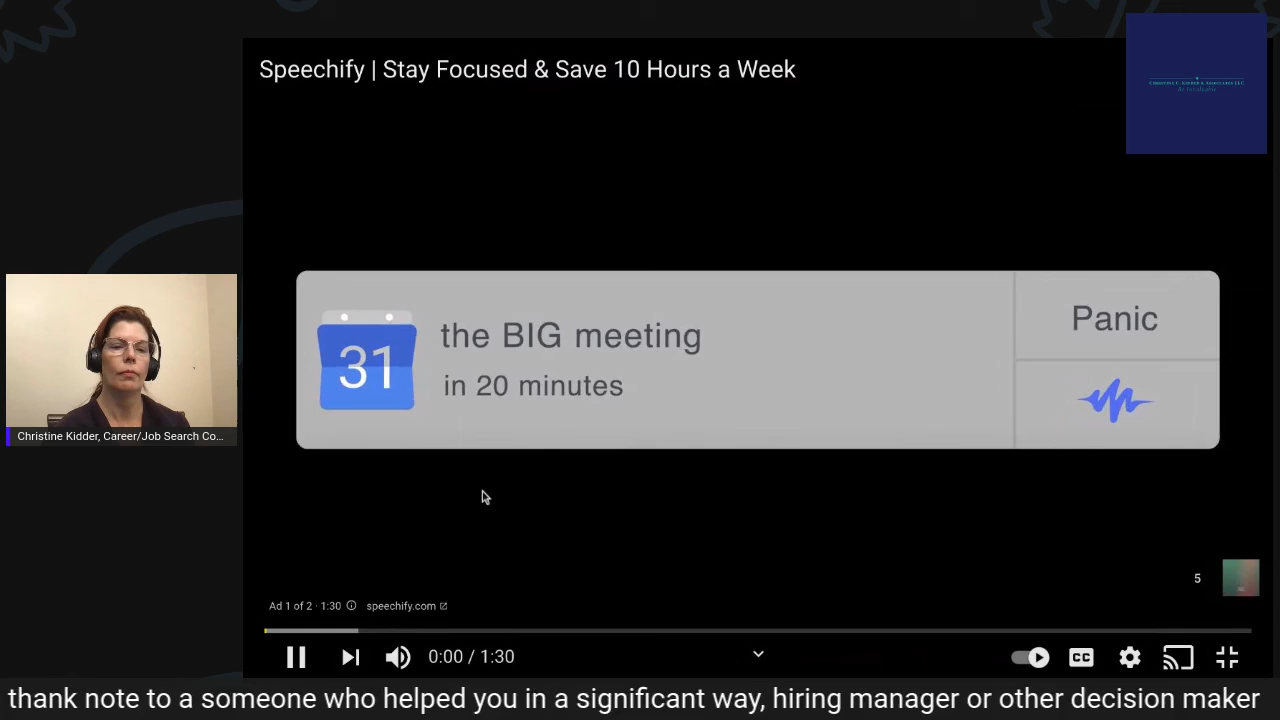 Speechify | Stay Focused & Save 10 Hours a Week
31
the BIG meeting
in 20 minutes
Panic
Christine Kidder, Career/Job Search Co...
5
Ad 1 of 2 · 1:30
speechify.com
0:00 / 1:30
CC
thank note to a someone who helped you in a significant way, hiring manager or other decision maker